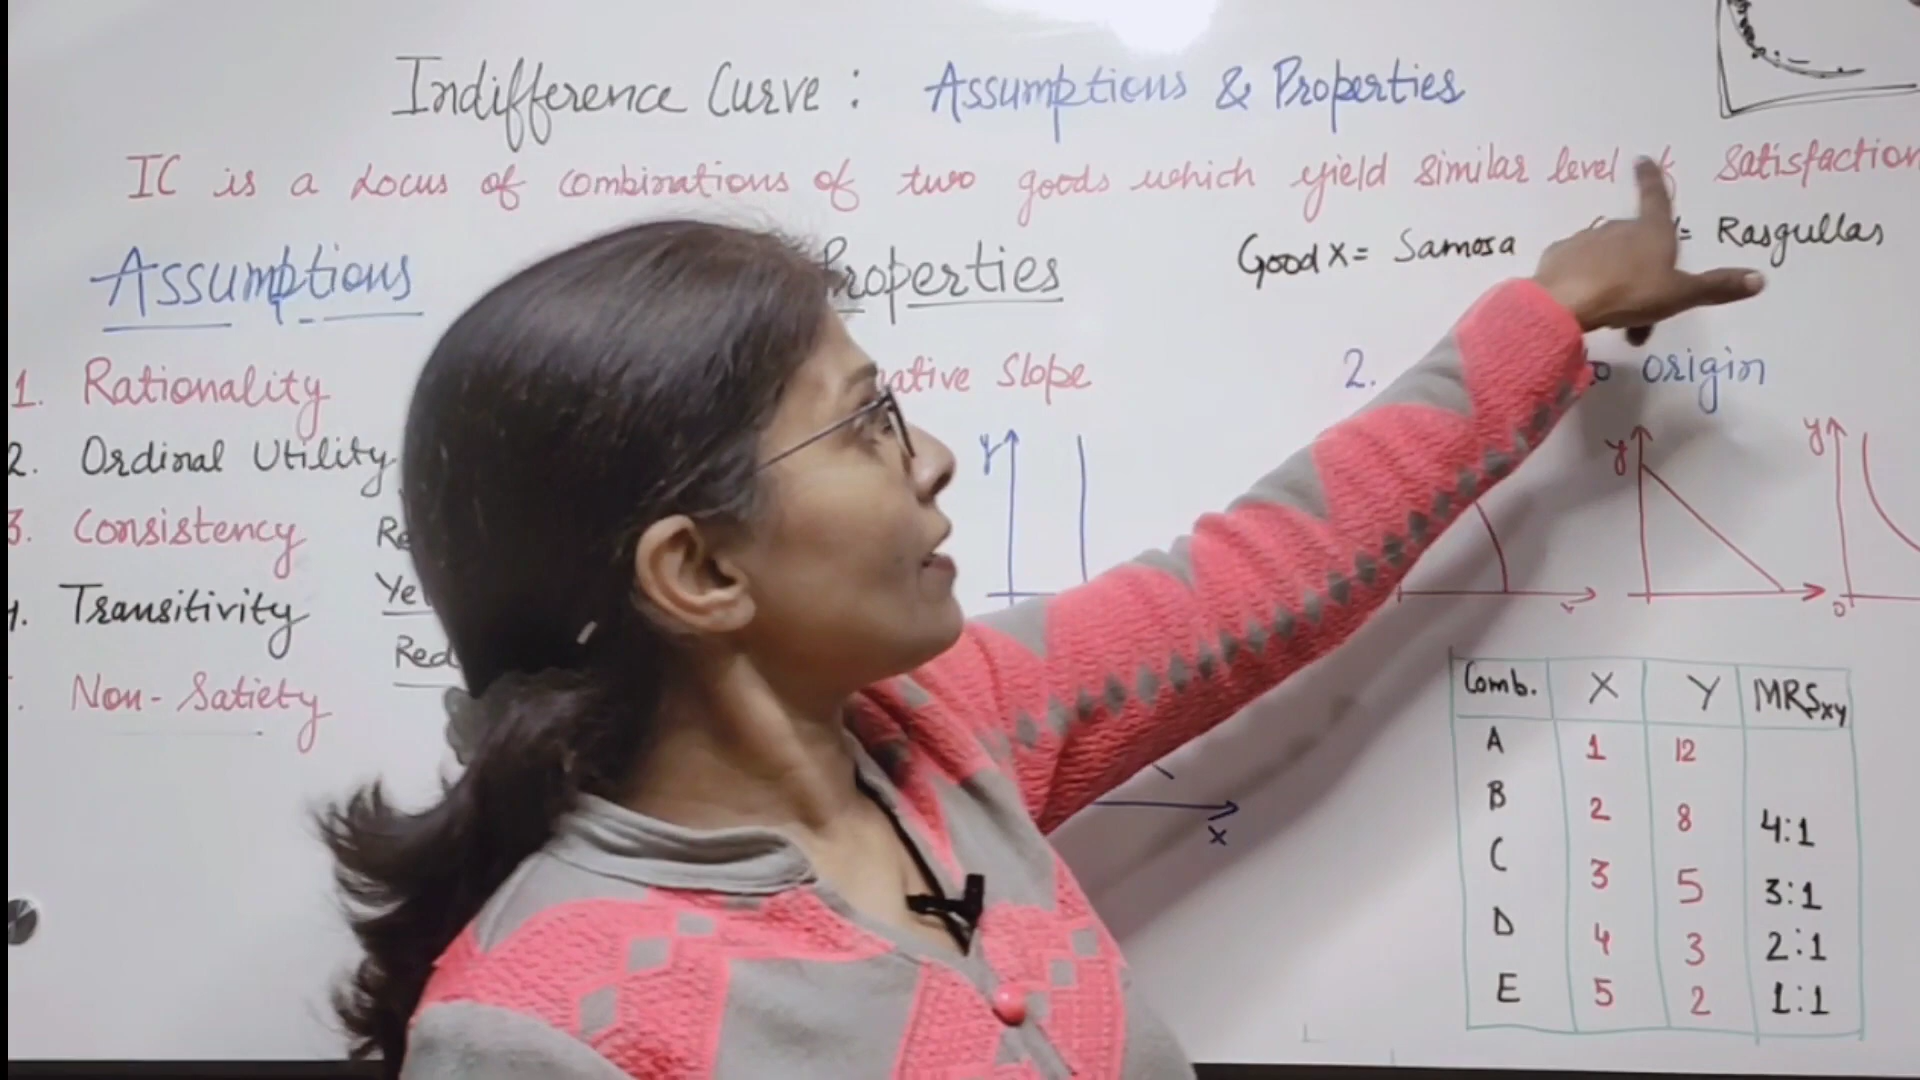 Indifference Curve : Assumptions & Properties
IC is a Locus of combinations of two goods which yield similar level of satisfaction
Assumptions
Properties
Good X = Samosa
= Rasgullas
1. Rationality
2. Ordinal Utility
3. Consistency
Transitivity
Non-Satiety
Red
Slope
2.
origin
Y
X
y
y
0
Comb. X Y MRSxy
A 1 12
B 2 8 4:1
C 3 5 3:1
D 4 3 2:1
E 5 2 1:1